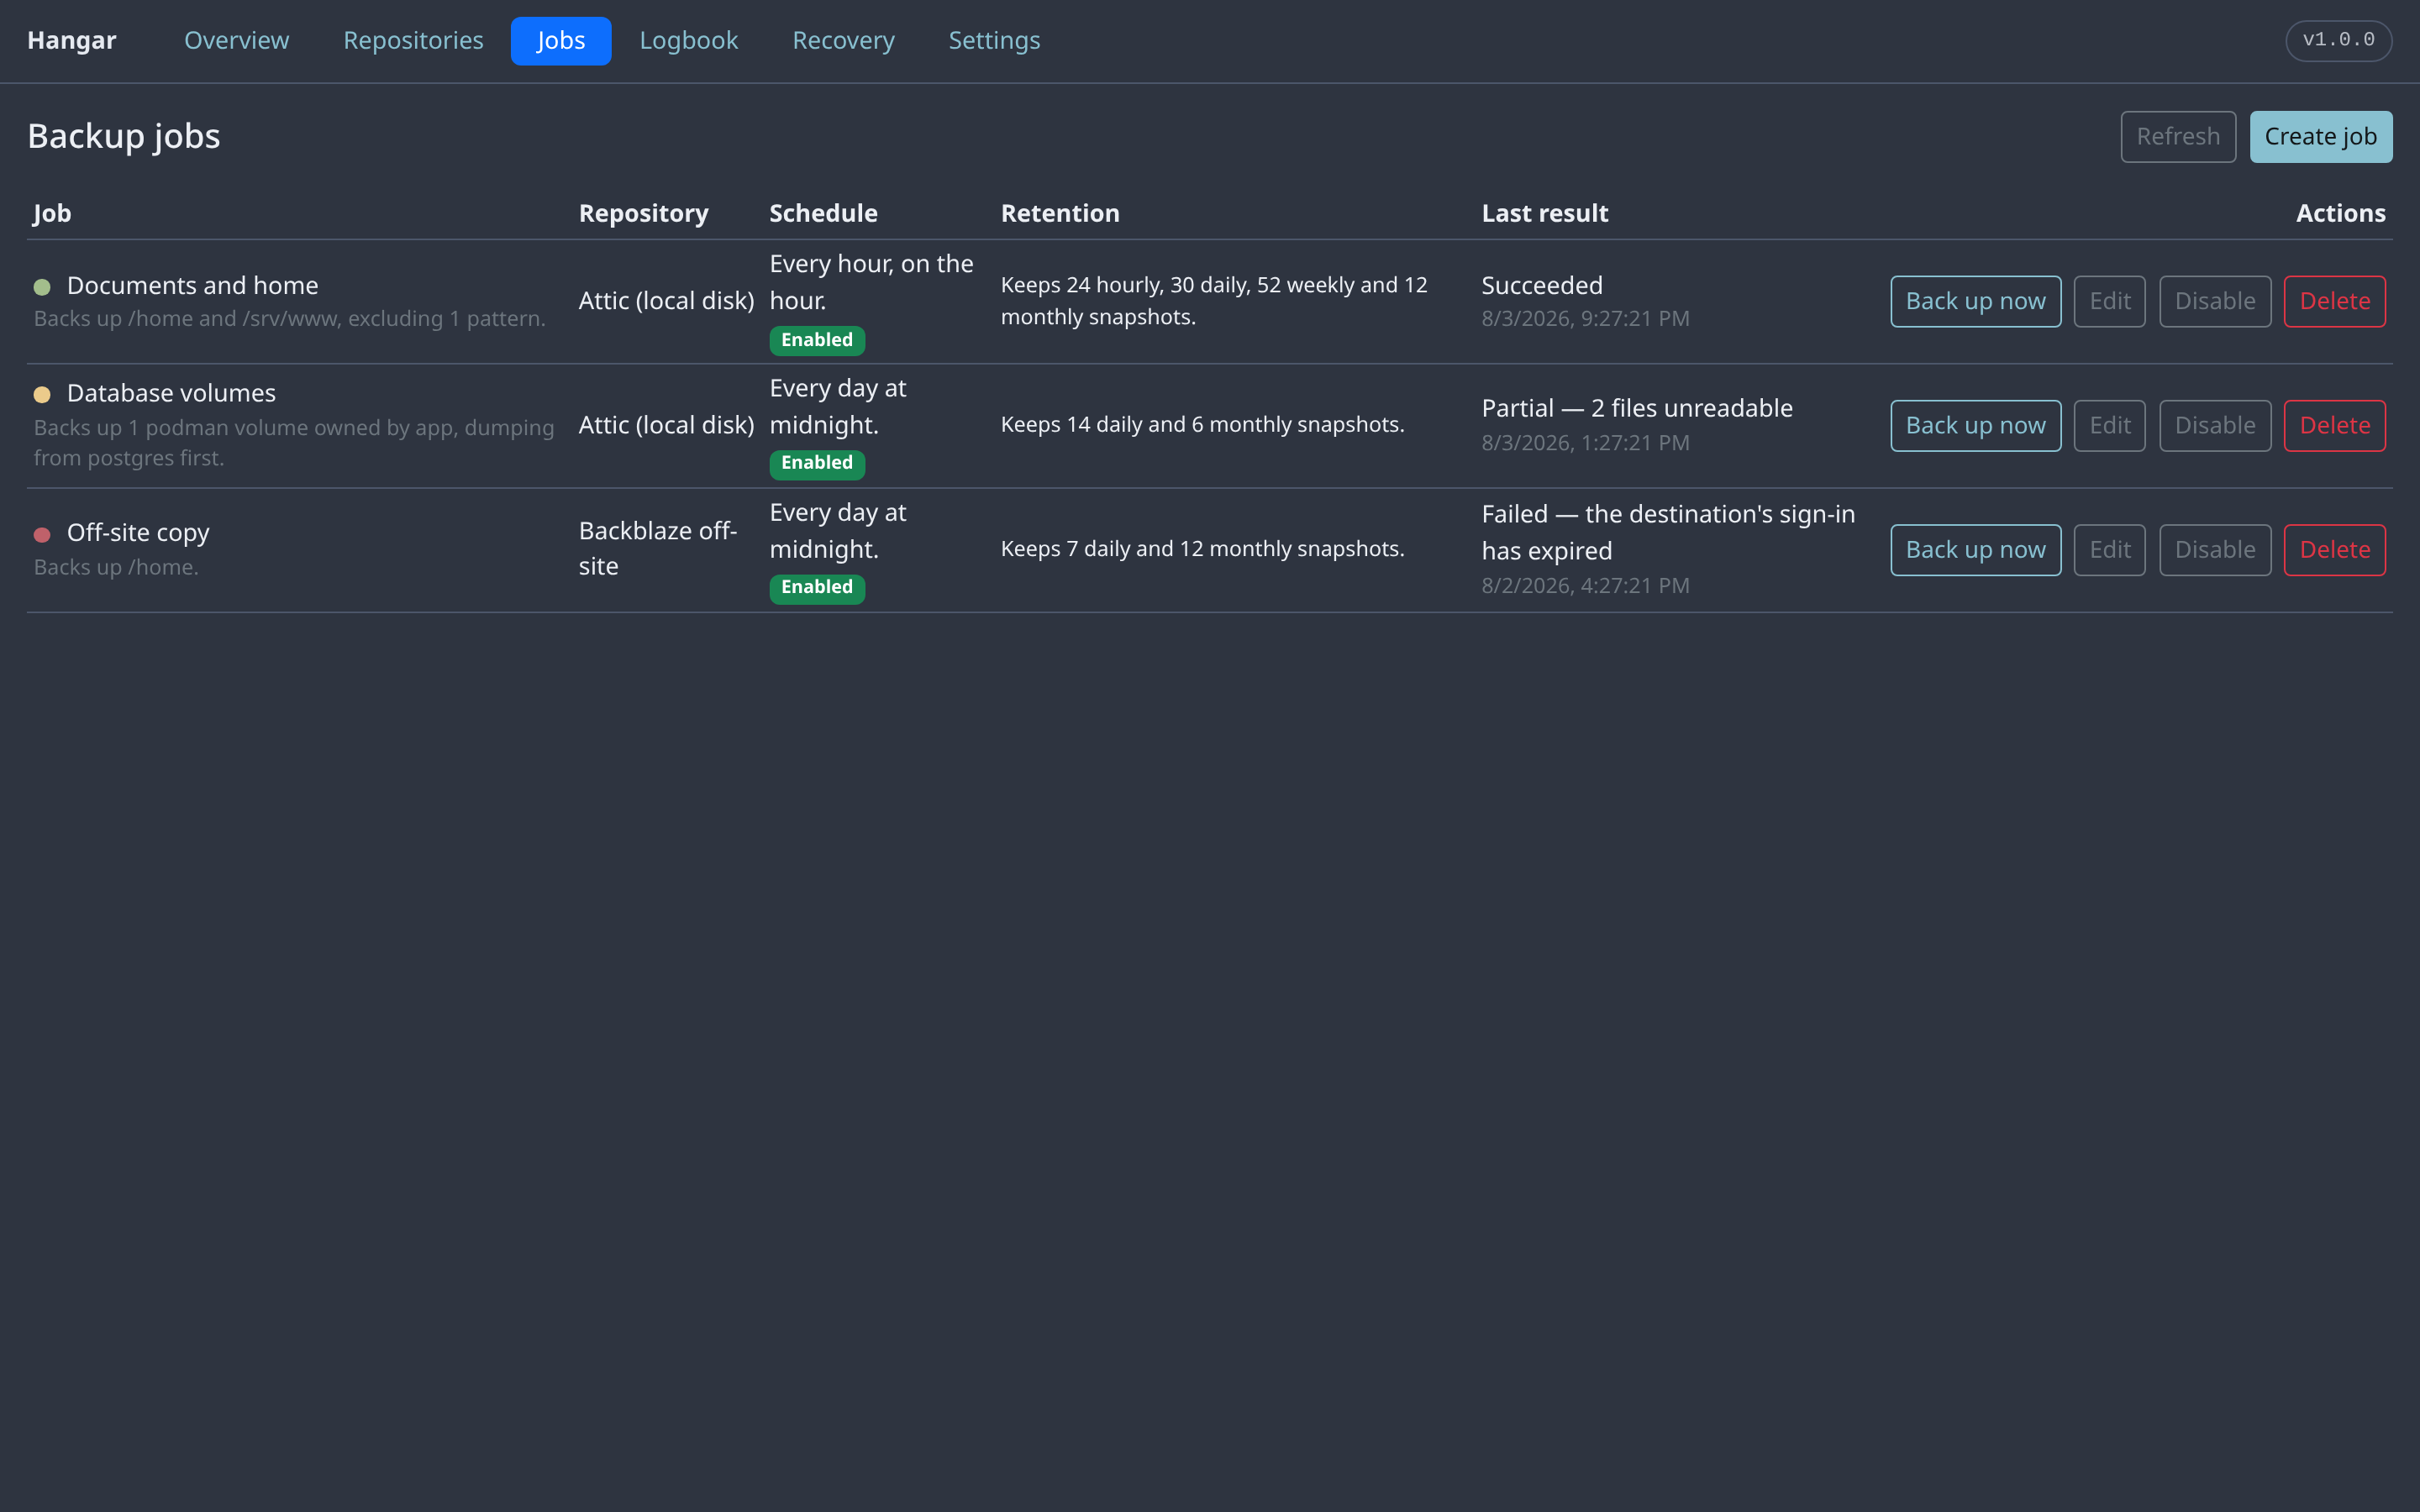 Hangar Overview Repositories Jobs Logbook Recovery Settings v1.0.0
Backup jobs Refresh Create job
Job Repository Schedule Retention Last result Actions
Documents and home
Backs up /home and /srv/www, excluding 1 pattern.
Attic (local disk)
Every hour, on the
hour.
Enabled
Keeps 24 hourly, 30 daily, 52 weekly and 12
monthly snapshots.
Succeeded
8/3/2026, 9:27:21 PM
Back up now Edit Disable Delete
Database volumes
Backs up 1 podman volume owned by app, dumping
from postgres first.
Attic (local disk)
Every day at
midnight.
Enabled
Keeps 14 daily and 6 monthly snapshots.
Partial — 2 files unreadable
8/3/2026, 1:27:21 PM
Back up now Edit Disable Delete
Off-site copy
Backs up /home.
Backblaze off-
site
Every day at
midnight.
Enabled
Keeps 7 daily and 12 monthly snapshots.
Failed — the destination's sign-in
has expired
8/2/2026, 4:27:21 PM
Back up now Edit Disable Delete